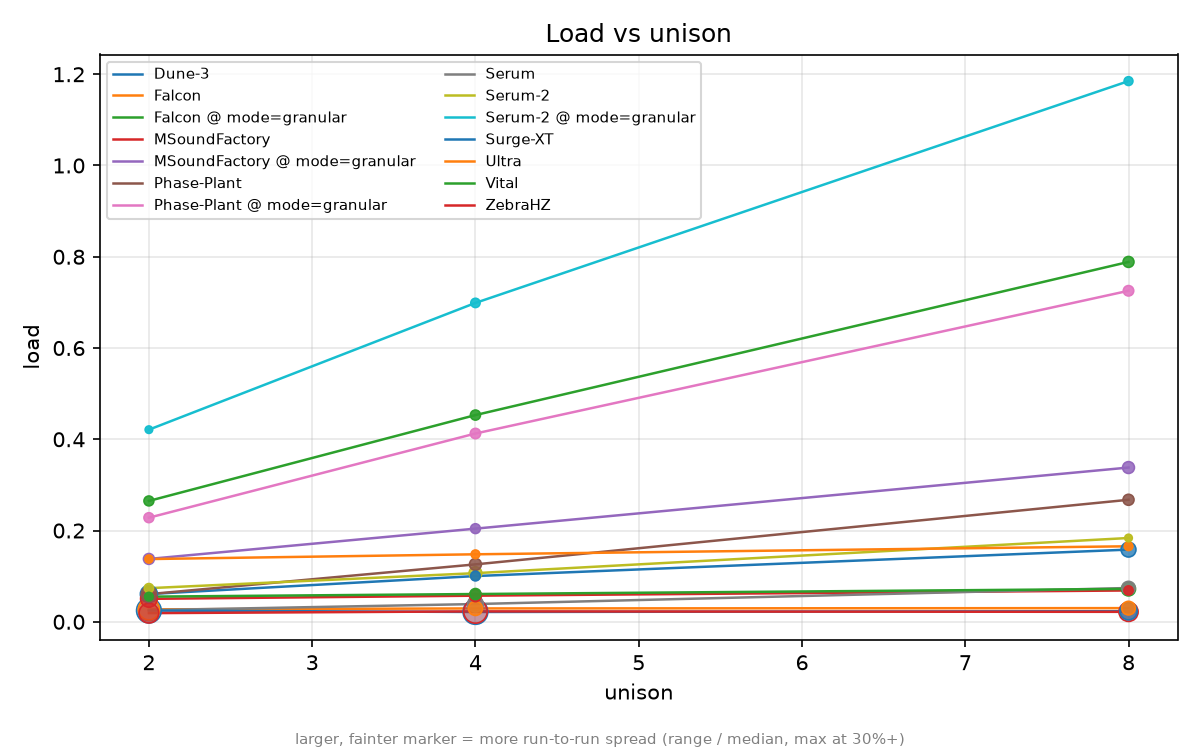 Load vs unison
1.2
1.0
0.8
0.6
0.4
0.2
0.0
load
Dune-3
Falcon
Falcon @ mode=granular
MSoundFactory
MSoundFactory @ mode=granular
Phase-Plant
Phase-Plant @ mode=granular
Serum
Serum-2
Serum-2 @ mode=granular
Surge-XT
Ultra
Vital
ZebraHZ
2 3 4 5 6 7 8
unison
larger, fainter marker = more run-to-run spread (range / median, max at 30%+)